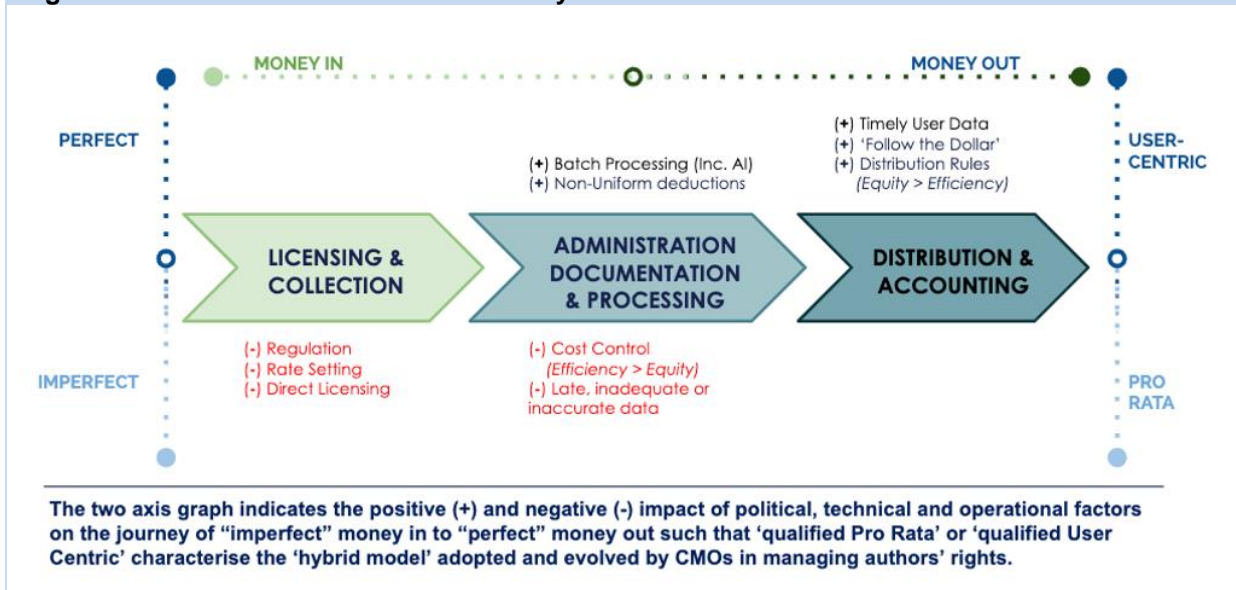 MONEY IN
MONEY OUT
PERFECT
USER-
CENTRIC
(+) Timely User Data
(+) ‘Follow the Dollar’
(+) Distribution Rules
(Equity > Efficiency)
(+) Batch Processing (Inc. AI)
(+) Non-Uniform deductions
LICENSING &
COLLECTION
ADMINISTRATION
DOCUMENTATION
& PROCESSING
DISTRIBUTION &
ACCOUNTING
(-) Regulation
(-) Rate Setting
(-) Direct Licensing
(-) Cost Control
(Efficiency > Equity)
(-) Late, inadequate or
inaccurate data
IMPERFECT
PRO
RATA
The two axis graph indicates the positive (+) and negative (-) impact of political, technical and operational factors
on the journey of “imperfect” money in to “perfect” money out such that ‘qualified Pro Rata’ or ‘qualified User
Centric’ characterise the ‘hybrid model’ adopted and evolved by CMOs in managing authors’ rights.